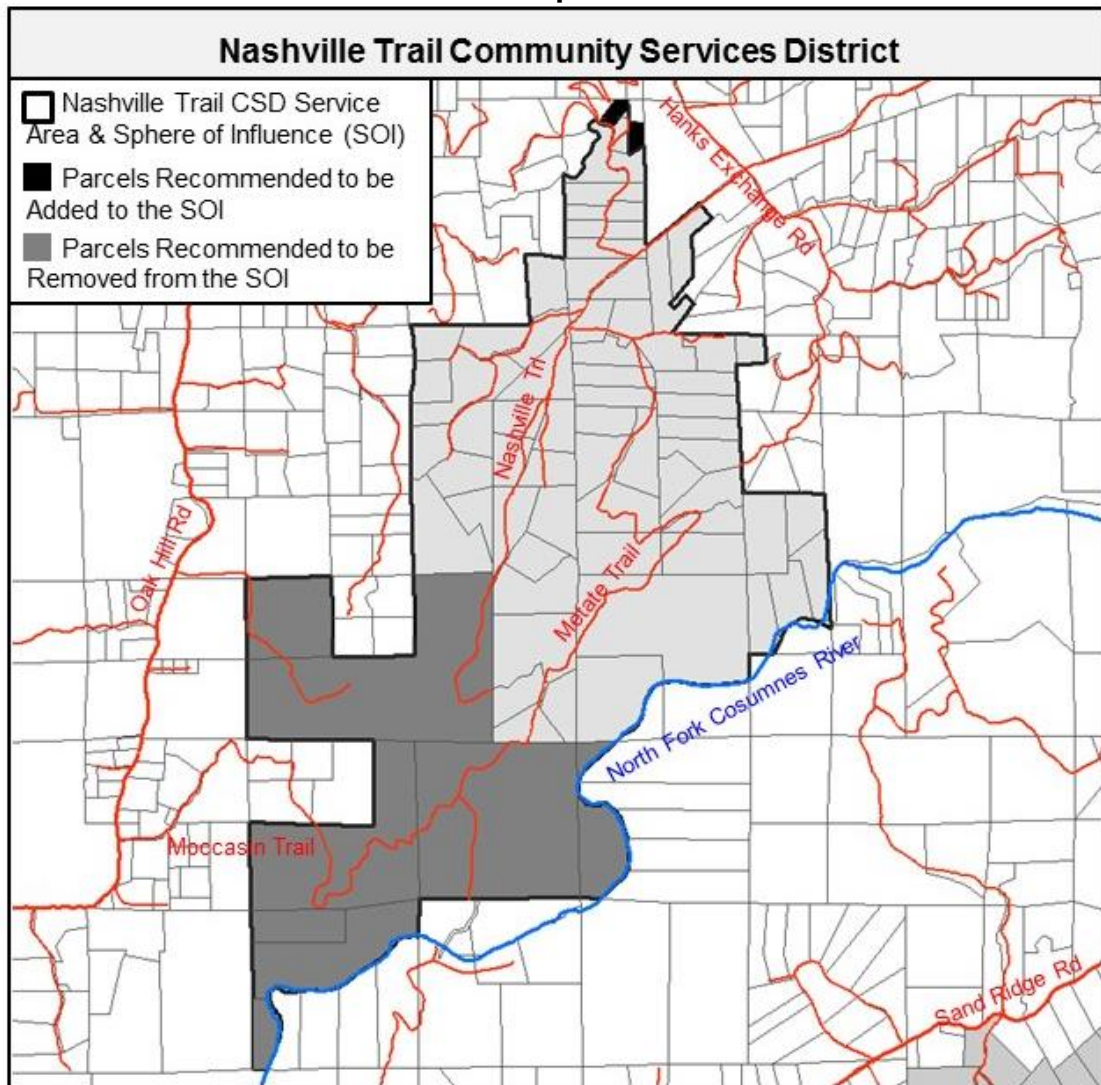 Nashville Trail Community Services District
Nashville Trail CSD Service
Area & Sphere of Influence (SOI)
Parcels Recommended to be
Added to the SOI
Parcels Recommended to be
Removed from the SOI
Hanks Exchange Rd
Nashville Trl
Oak Hill Rd
Metate Trail
North Fork Cosumnes River
Moccasin Trail
Sand Ridge Rd